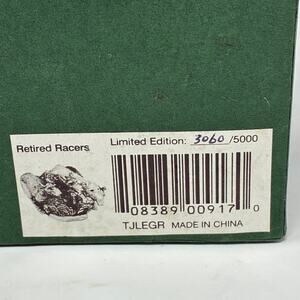 Retired Racers
Limited Edition: 3060 /5000
08389 00917 0
TJLEGR MADE IN CHINA